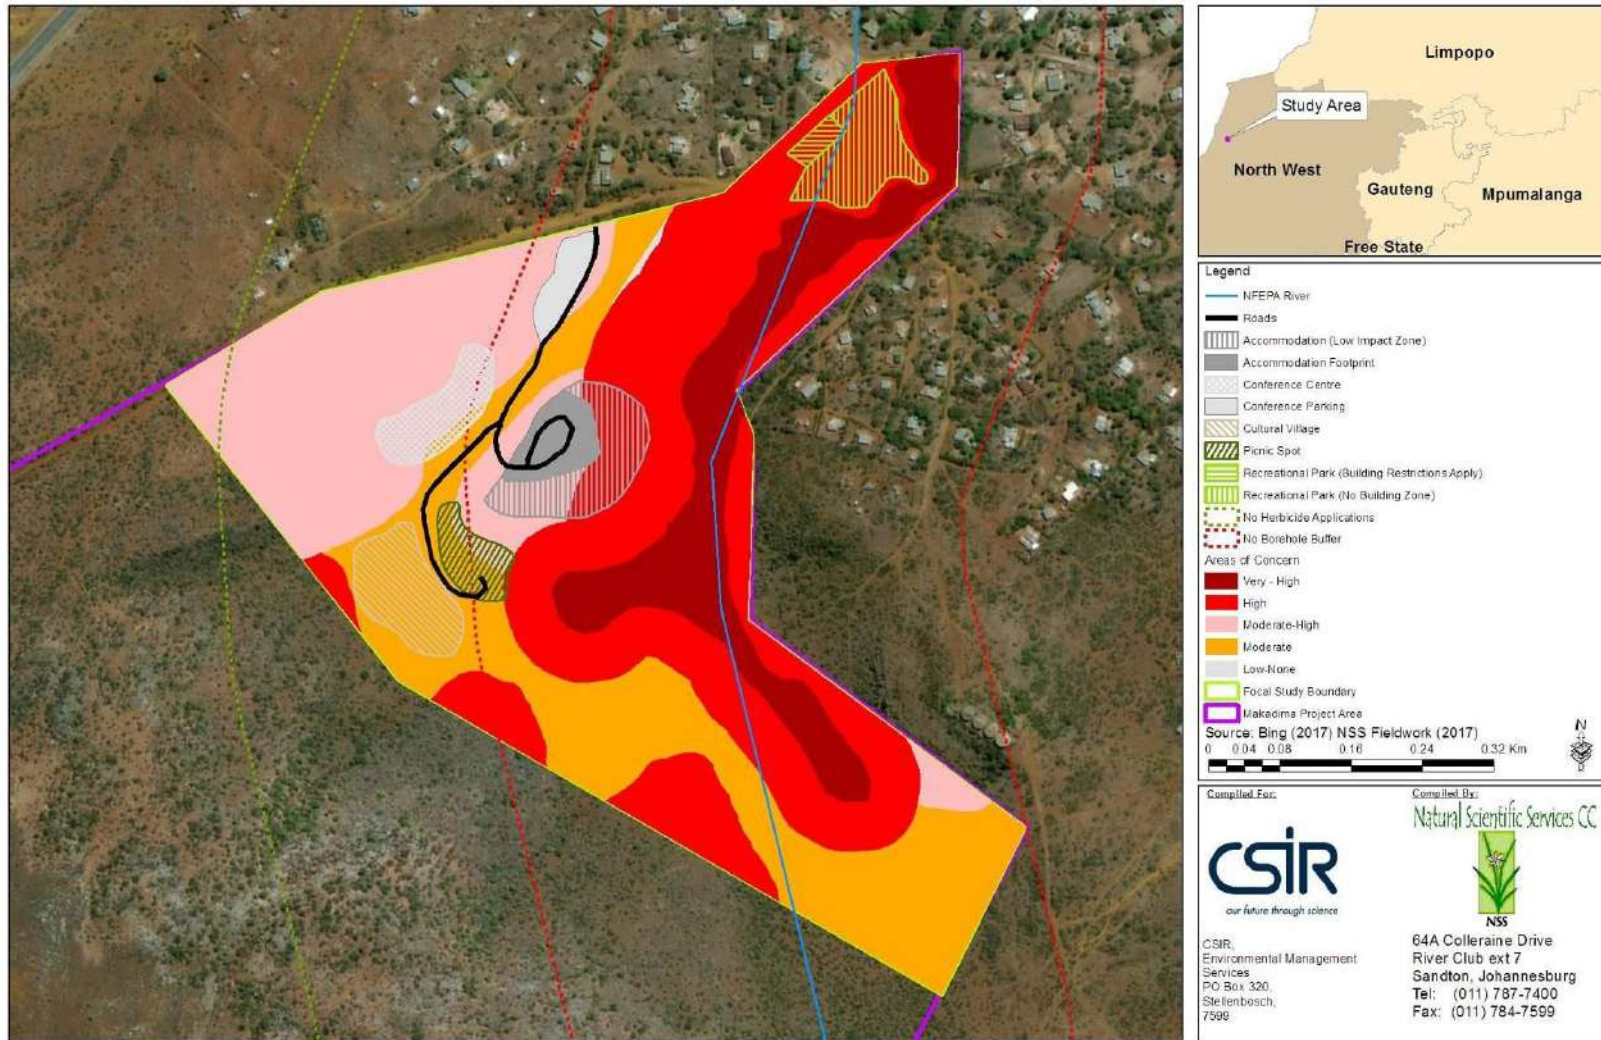 Limpopo
Study Area
North West
Gauteng
Mpumalanga
Free State
Legend
NFEPA River
Roads
Accommodation (Low Impact Zone)
Accommodation Footprint
Conference Centre
Conference Parking
Cultural Village
Picnic Spot
Recreational Park (Building Restrictions Apply)
Recreational Park (No Building Zone)
No Herbicide Applications
No Borehole Buffer
Areas of Concern
Very - High
High
Moderate-High
Moderate
Low-None
Focal Study Boundary
Makadima Project Area
Source: Bing (2017) NSS Fieldwork (2017)
N
0 0.04 0.08 0.16 0.24 0.32 Km
Compiled For:
CSIR
our future through science
CSIR,
Environmental Management
Services
PO Box 320,
Stellenbosch,
7599
Compiled By:
Natural Scientific Services CC
NSS
64A Colleraine Drive
River Club ext 7
Sandton, Johannesburg
Tel: (011) 787-7400
Fax: (011) 784-7599